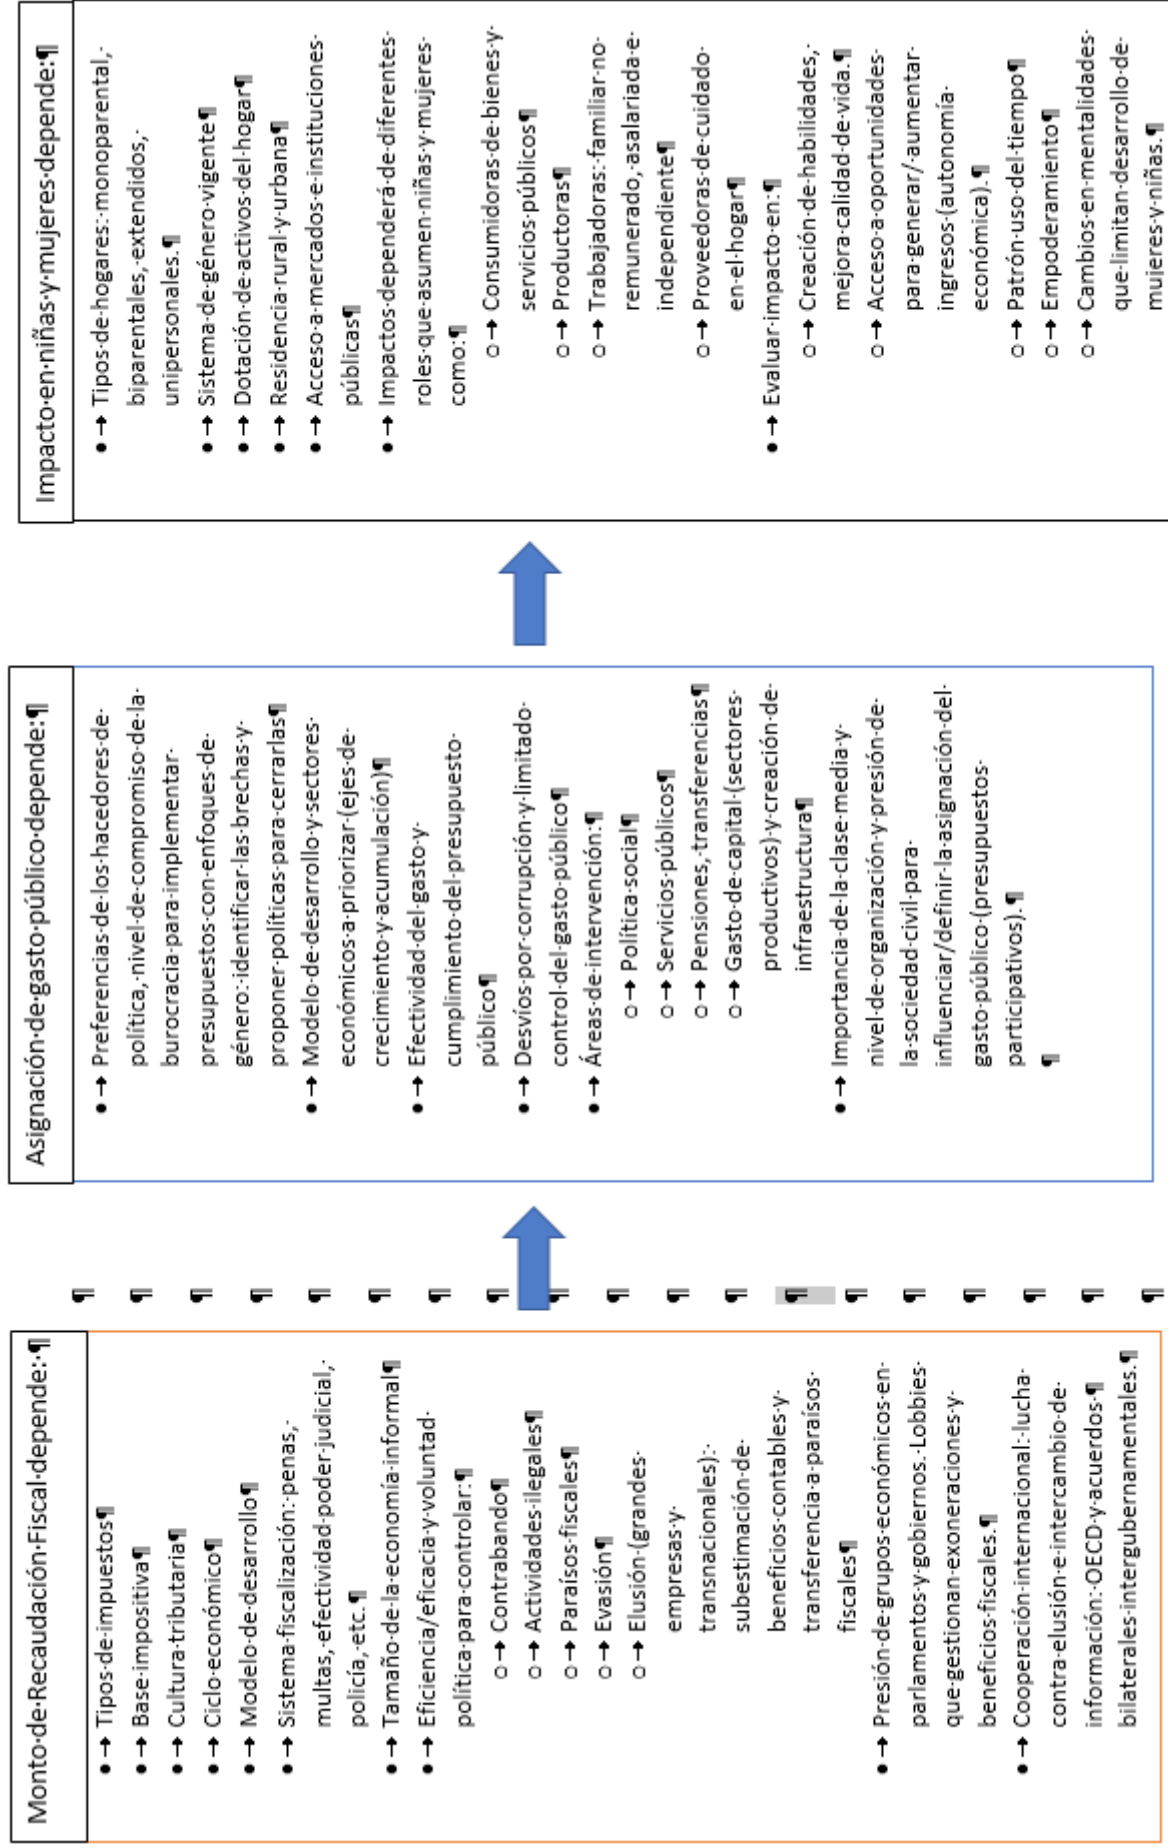 Monto de Recaudación Fiscal depende:
Tipos de impuestos
Base impositiva
Cultura tributaria
Ciclo económico
Modelo de desarrollo
Sistema fiscalización: penas,
multas, efectividad poder judicial,
policía, etc.
Tamaño de la economía informal
Eficiencia/eficacia y voluntad
política para controlar:
Contrabando
Actividades ilegales
Paraísos fiscales
Evasión
Elusión (grandes
empresas y
transnacionales):
subestimación de
beneficios contables y
transferencia a paraísos
fiscales
Presión de grupos económicos en
parlamentos y gobiernos. Lobbies
que gestionan exoneraciones y
beneficios fiscales.
Cooperación internacional: lucha
contra elusión e intercambio de
información: OECD y acuerdos
bilaterales intergubernamentales.
Asignación de gasto público depende:
Preferencias de los hacedores de
política, nivel de compromiso de la
burocracia para implementar
presupuestos con enfoques de
género: identificar las brechas y
proponer políticas para cerrarlas
Modelo de desarrollo y sectores
económicos a priorizar (ejes de
crecimiento y acumulación)
Efectividad del gasto y
cumplimiento del presupuesto
público
Desvíos por corrupción y limitado
control del gasto público
Áreas de intervención:
Política social
Servicios públicos
Pensiones, transferencias
Gasto de capital (sectores
productivos) y creación de
infraestructura
Importancia de la clase media y
nivel de organización y presión de
la sociedad civil para
influenciar/definir la asignación del
gasto público (presupuestos
participativos).
Impacto en niñas y mujeres depende:
Tipos de hogares: monoparental,
biparentales, extendidos,
unipersonales.
Sistema de género vigente
Dotación de activos del hogar
Residencia rural y urbana
Acceso a mercados e instituciones
públicas
Impactos dependerá de diferentes
roles que asumen niñas y mujeres
como:
Consumidoras de bienes y
servicios públicos
Productoras
Trabajadoras: familiar no
remunerado, asalariada e
independiente
Proveedoras de cuidado
en el hogar
Evaluar impacto en:
Creación de habilidades,
mejora calidad de vida.
Acceso a oportunidades
para generar/ aumentar
ingresos (autonomía
económica).
Patrón uso del tiempo
Empoderamiento
Cambios en mentalidades
que limitan desarrollo de
mujeres y niñas.